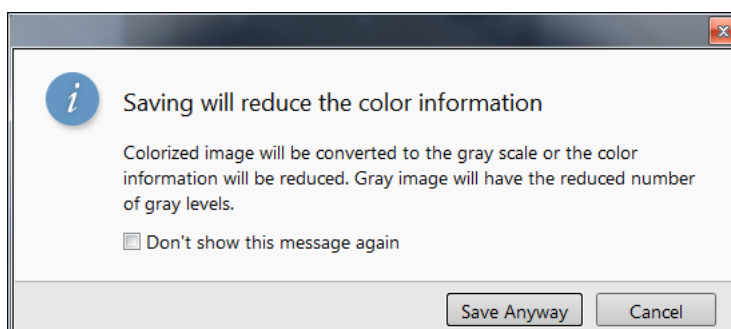 Saving will reduce the color information
Colorized image will be converted to the gray scale or the color
information will be reduced. Gray image will have the reduced number
of gray levels.
Don't show this message again
Save Anyway
Cancel